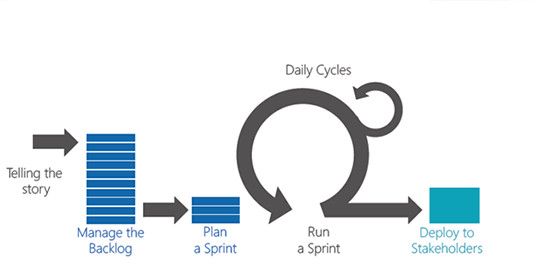 Daily Cycles
Telling the
story
Manage the
Backlog
Plan
a Sprint
Run
a Sprint
Deploy to
Stakeholders